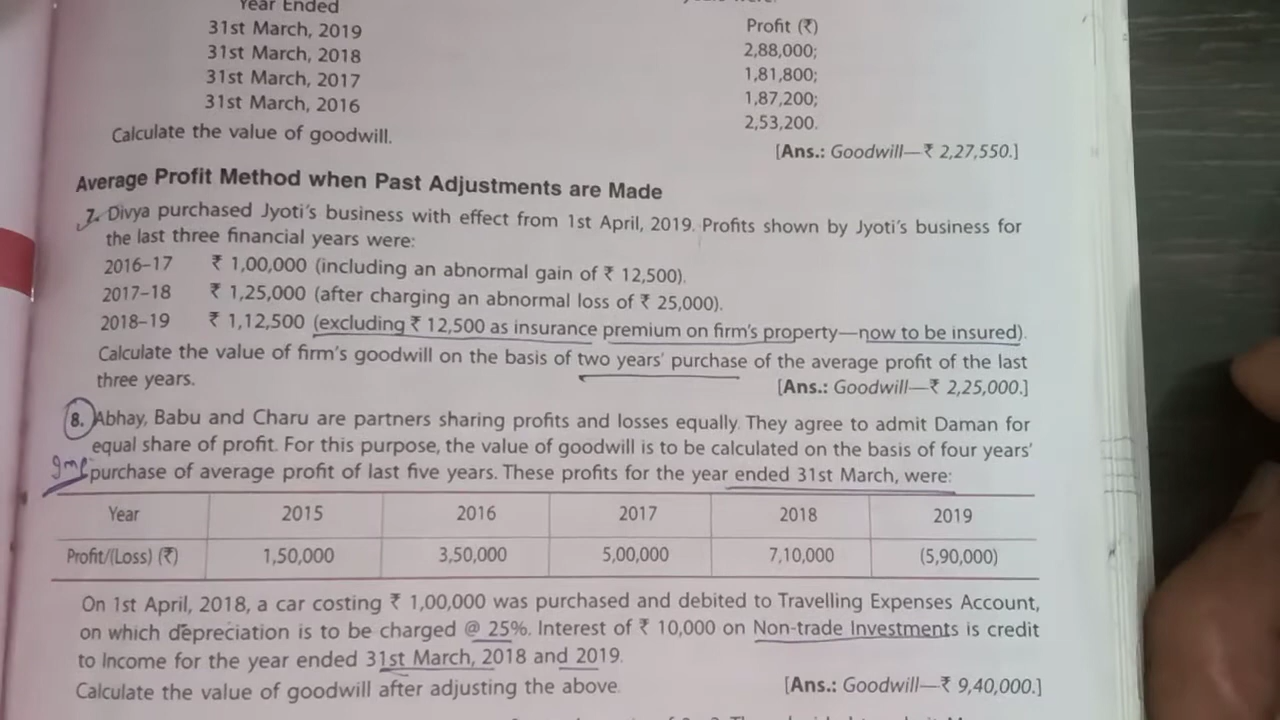 Year Ended
Profit (₹)
31st March, 2019
2,88,000;
31st March, 2018
1,81,800;
31st March, 2017
1,87,200;
31st March, 2016
2,53,200.
Calculate the value of goodwill.
[Ans.: Goodwill—₹ 2,27,550.]
Average Profit Method when Past Adjustments are Made
7. Divya purchased Jyoti's business with effect from 1st April, 2019. Profits shown by Jyoti's business for
the last three financial years were:
2016–17 ₹ 1,00,000 (including an abnormal gain of ₹ 12,500).
2017–18 ₹ 1,25,000 (after charging an abnormal loss of ₹ 25,000).
2018–19 ₹ 1,12,500 (excluding ₹ 12,500 as insurance premium on firm's property—now to be insured).
Calculate the value of firm's goodwill on the basis of two years' purchase of the average profit of the last
three years. [Ans.: Goodwill—₹ 2,25,000.]
8. Abhay, Babu and Charu are partners sharing profits and losses equally. They agree to admit Daman for
equal share of profit. For this purpose, the value of goodwill is to be calculated on the basis of four years'
Imp purchase of average profit of last five years. These profits for the year ended 31st March, were:
Year 2015 2016 2017 2018 2019
Profit/(Loss) (₹) 1,50,000 3,50,000 5,00,000 7,10,000 (5,90,000)
On 1st April, 2018, a car costing ₹ 1,00,000 was purchased and debited to Travelling Expenses Account,
on which depreciation is to be charged @ 25%. Interest of ₹ 10,000 on Non-trade Investments is credit
to Income for the year ended 31st March, 2018 and 2019.
Calculate the value of goodwill after adjusting the above. [Ans.: Goodwill—₹ 9,40,000.]